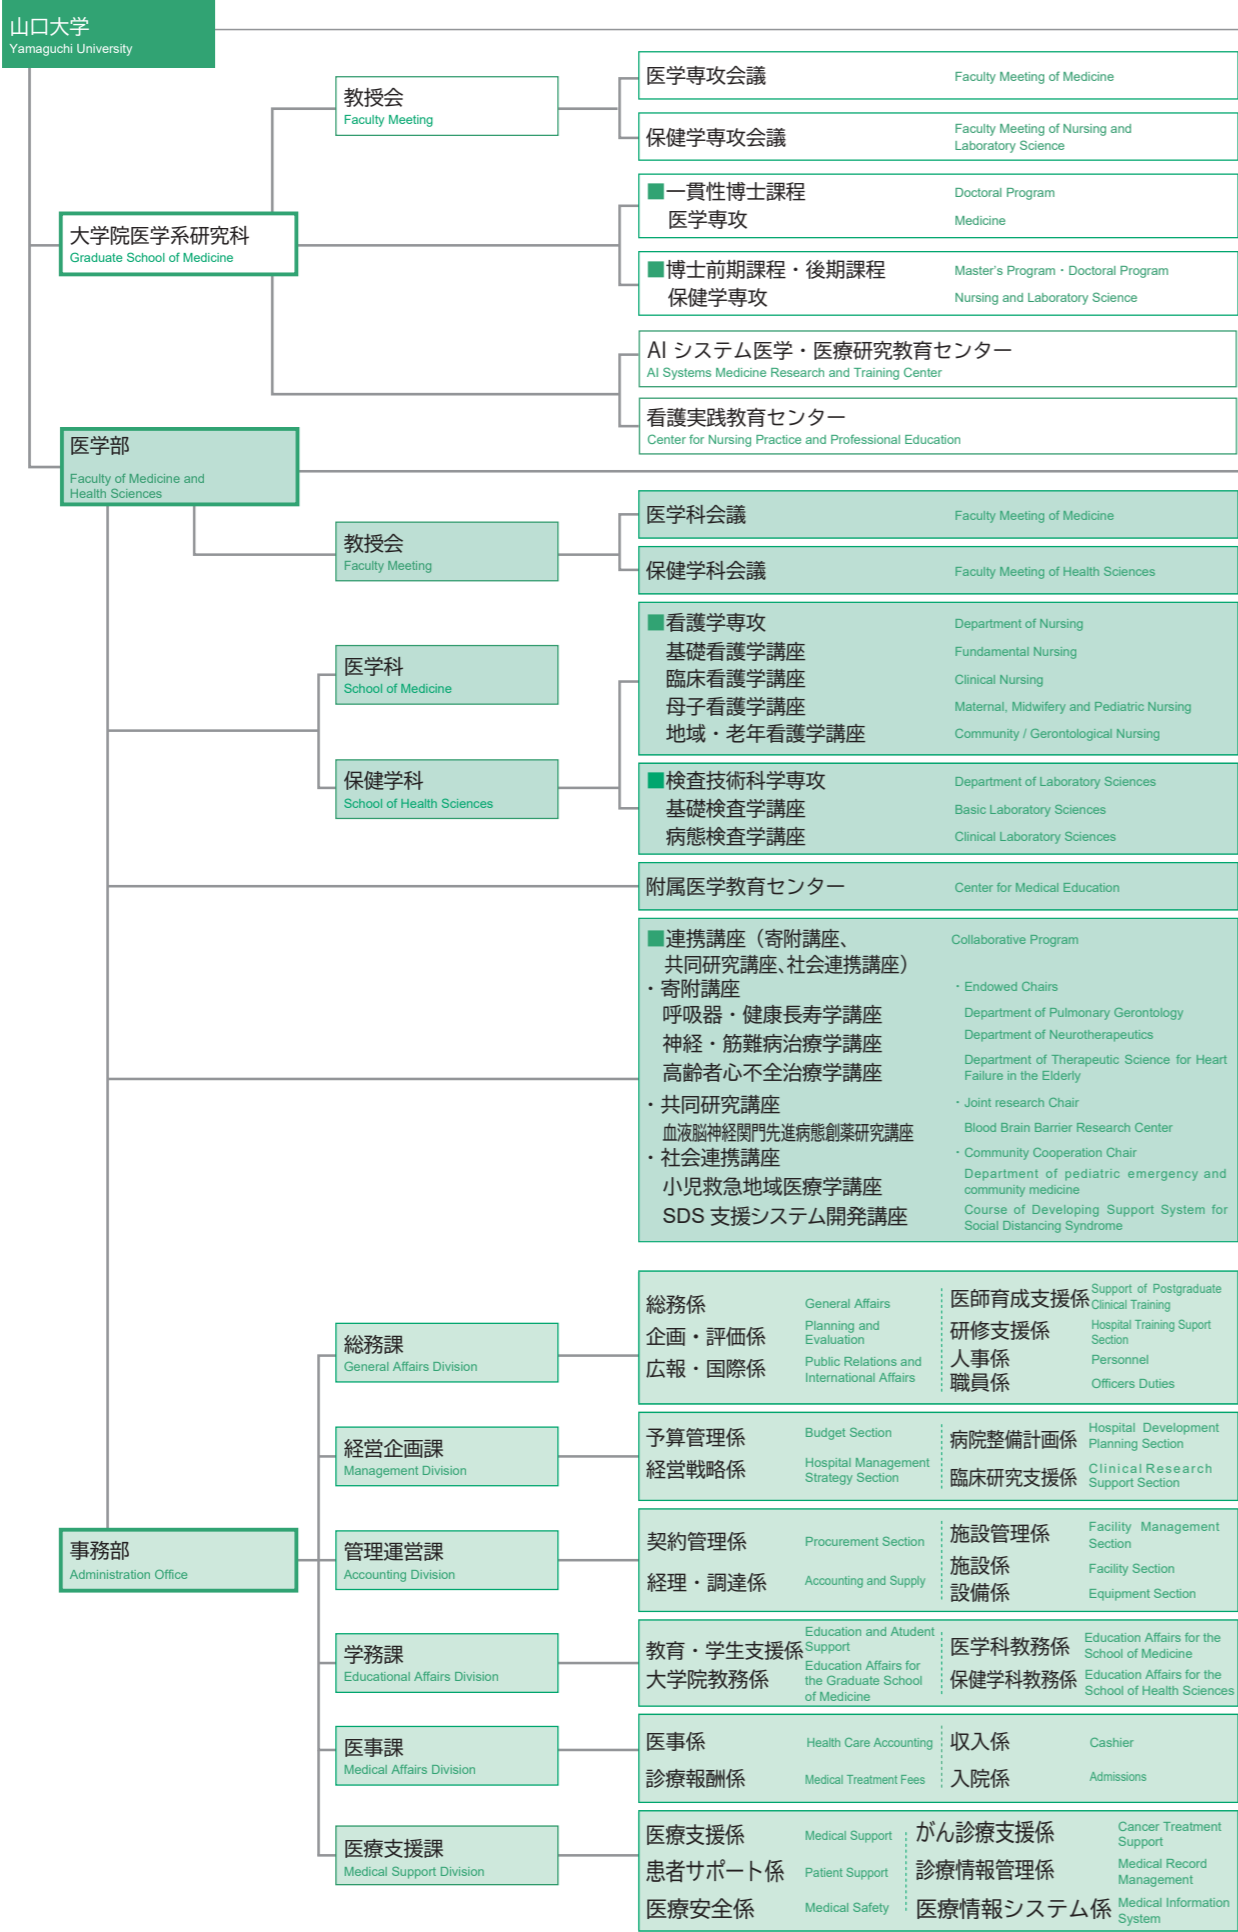 山口大学
Yamaguchi University
教授会
Faculty Meeting
医学専攻会議
Faculty Meeting of Medicine
保健学専攻会議
Faculty Meeting of Nursing and
Laboratory Science
大学院医学系研究科
Graduate School of Medicine
■一貫性博士課程
Doctoral Program
医学専攻
Medicine
■博士前期課程・後期課程
Master's Program・Doctoral Program
保健学専攻
Nursing and Laboratory Science
AI システム医学・医療研究教育センター
AI Systems Medicine Research and Training Center
看護実践教育センター
Center for Nursing Practice and Professional Education
医学部
Faculty of Medicine and
Health Sciences
教授会
Faculty Meeting
医学科会議
Faculty Meeting of Medicine
保健学科会議
Faculty Meeting of Health Sciences
医学科
School of Medicine
保健学科
School of Health Sciences
■看護学専攻
Department of Nursing
基礎看護学講座
Fundamental Nursing
臨床看護学講座
Clinical Nursing
母子看護学講座
Maternal, Midwifery and Pediatric Nursing
地域・老年看護学講座
Community / Gerontological Nursing
■検査技術科学専攻
Department of Laboratory Sciences
基礎検査学講座
Basic Laboratory Sciences
病態検査学講座
Clinical Laboratory Sciences
附属医学教育センター
Center for Medical Education
■連携講座（寄附講座、
共同研究講座、社会連携講座）
Collaborative Program
・寄附講座
・Endowed Chairs
呼吸器・健康長寿学講座
Department of Pulmonary Gerontology
神経・筋難病治療学講座
Department of Neurotherapeutics
高齢者心不全治療学講座
Department of Therapeutic Science for Heart
Failure in the Elderly
・共同研究講座
・Joint research Chair
血液脳神経関門先進病態創薬研究講座
Blood Brain Barrier Research Center
・社会連携講座
・Community Cooperation Chair
小児救急地域医療学講座
Department of pediatric emergency and
community medicine
SDS 支援システム開発講座
Course of Developing Support System for
Social Distancing Syndrome
事務部
Administration Office
総務課
General Affairs Division
総務係
General Affairs
企画・評価係
Planning and
Evaluation
広報・国際係
Public Relations and
International Affairs
医師育成支援係
Support of Postgraduate
Clinical Training
研修支援係
Hospital Training Suport
Section
人事係
Personnel
職員係
Officers Duties
経営企画課
Management Division
予算管理係
Budget Section
経営戦略係
Hospital Management
Strategy Section
病院整備計画係
Hospital Development
Planning Section
臨床研究支援係
Clinical Research
Support Section
管理運営課
Accounting Division
契約管理係
Procurement Section
経理・調達係
Accounting and Supply
施設管理係
Facility Management
Section
施設係
Facility Section
設備係
Equipment Section
学務課
Educational Affairs Division
教育・学生支援係
Education and Atudent
Support
大学院教務係
Education Affairs for
the Graduate School
of Medicine
医学科教務係
Education Affairs for the
School of Medicine
保健学科教務係
Education Affairs for the
School of Health Sciences
医事課
Medical Affairs Division
医事係
Health Care Accounting
診療報酬係
Medical Treatment Fees
収入係
Cashier
入院係
Admissions
医療支援課
Medical Support Division
医療支援係
Medical Support
患者サポート係
Patient Support
医療安全係
Medical Safety
がん診療支援係
Cancer Treatment
Support
診療情報管理係
Medical Record
Management
医療情報システム係
Medical Information
System